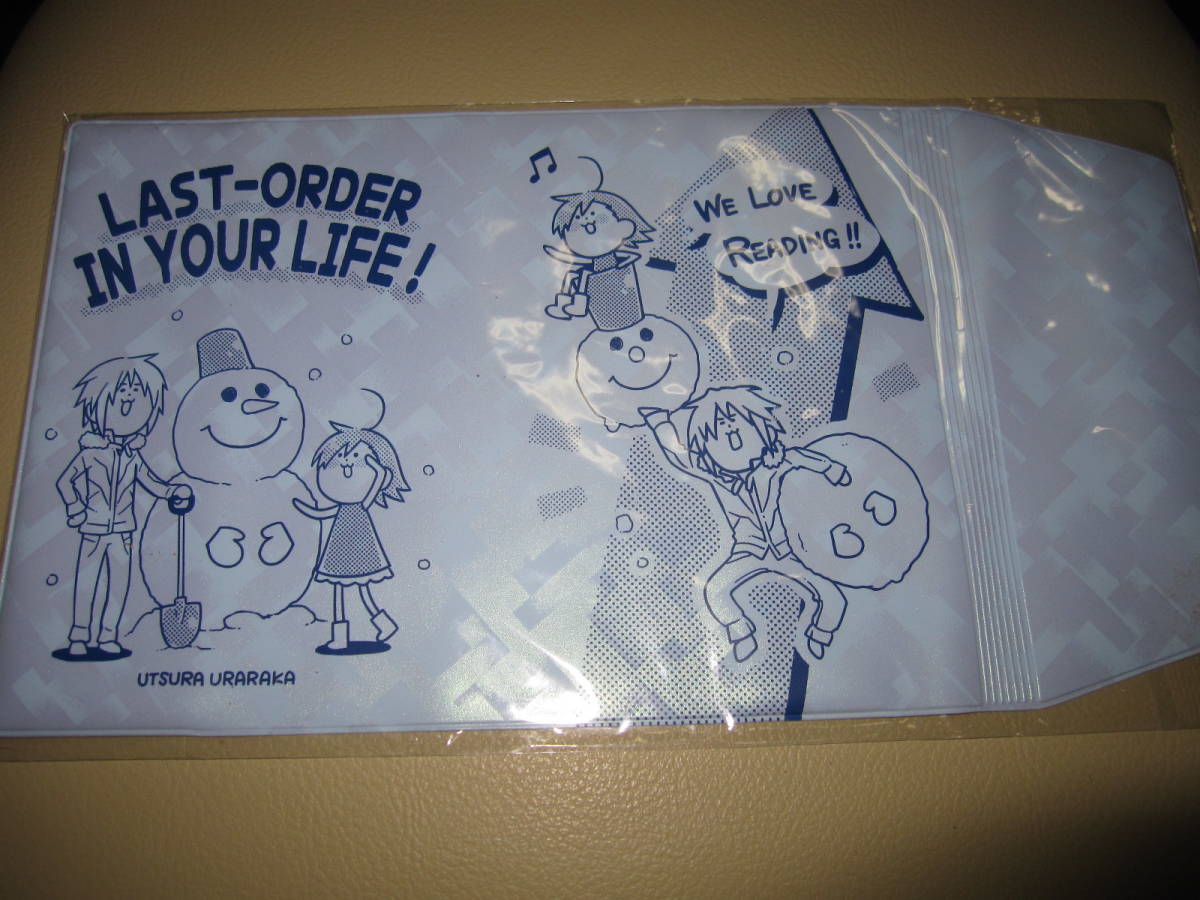 LAST-ORDER
IN YOUR LIFE!
UTSURA URARAKA
WE LOVE
READING!!